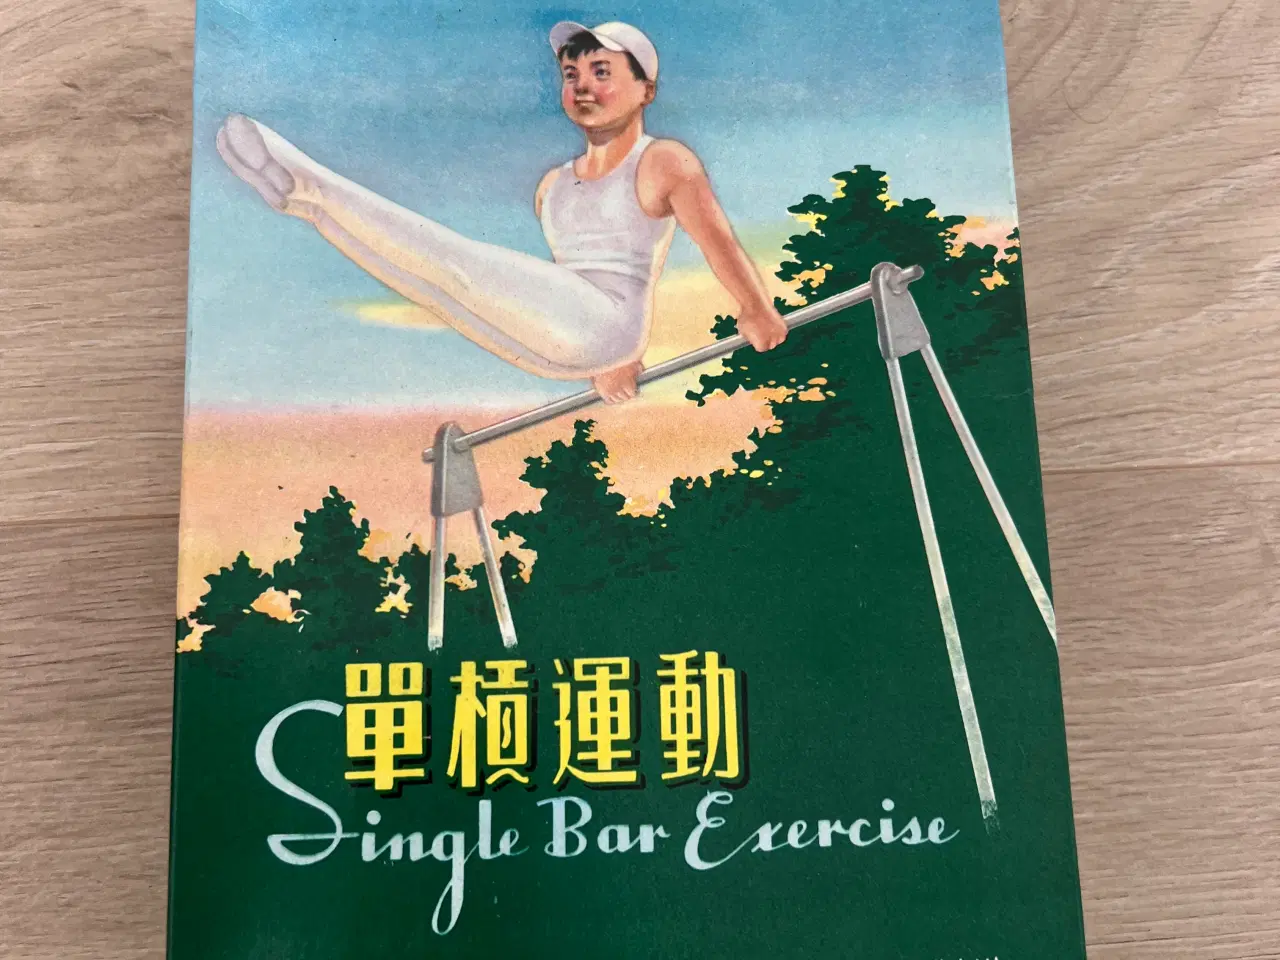 單槓運動
Single Bar Exercise